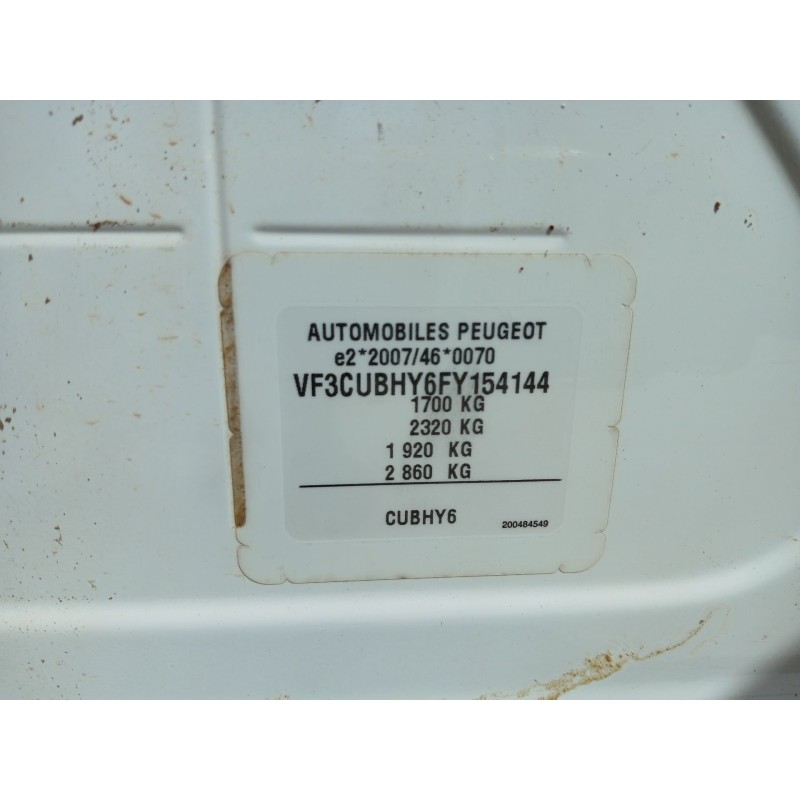 AUTOMOBILES PEUGEOT
e2*2007/46*0070
VF3CUBHY6FY154144
1700 KG
2320 KG
1 920 KG
2 860 KG
CUBHY6 200484549